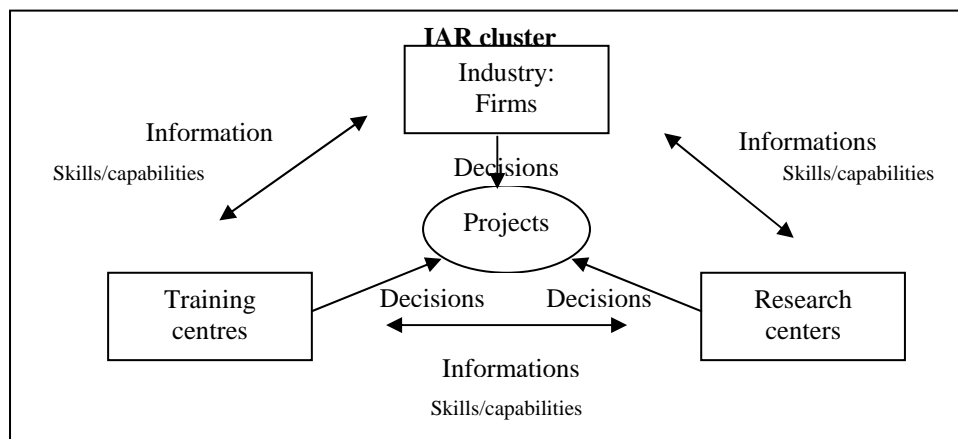 IAR cluster
Industry:
Firms
Information
Skills/capabilities
Informations
Skills/capabilities
Decisions
Projects
Training
centres
Decisions
Decisions
Research
centers
Informations
Skills/capabilities